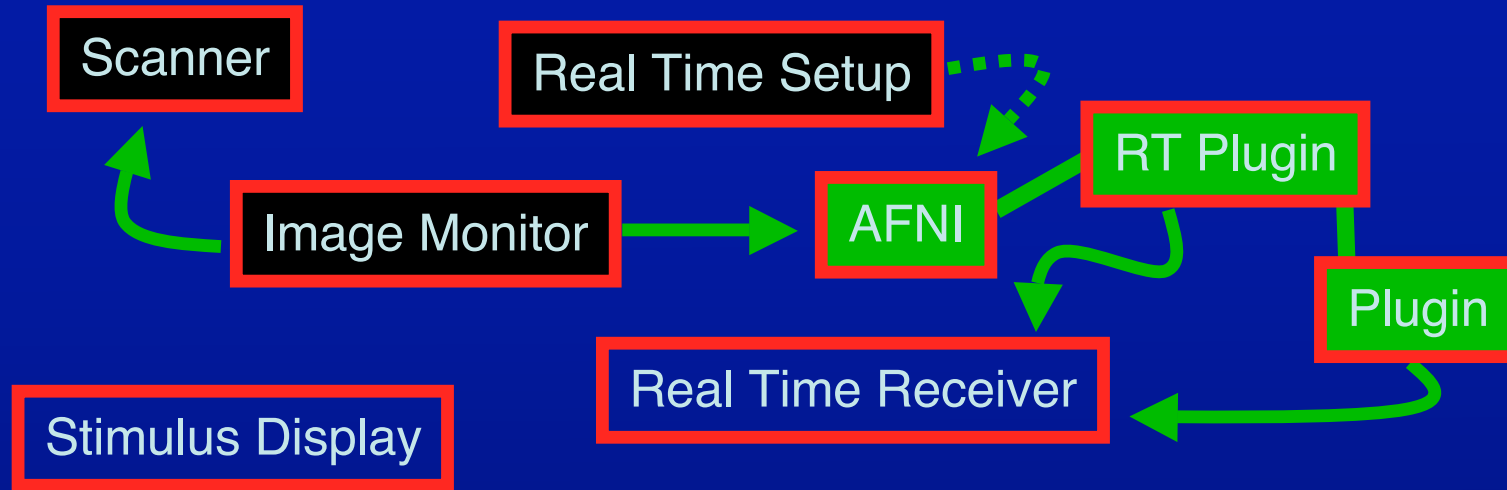 Scanner
Real Time Setup
RT Plugin
Image Monitor
AFNI
Plugin
Real Time Receiver
Stimulus Display